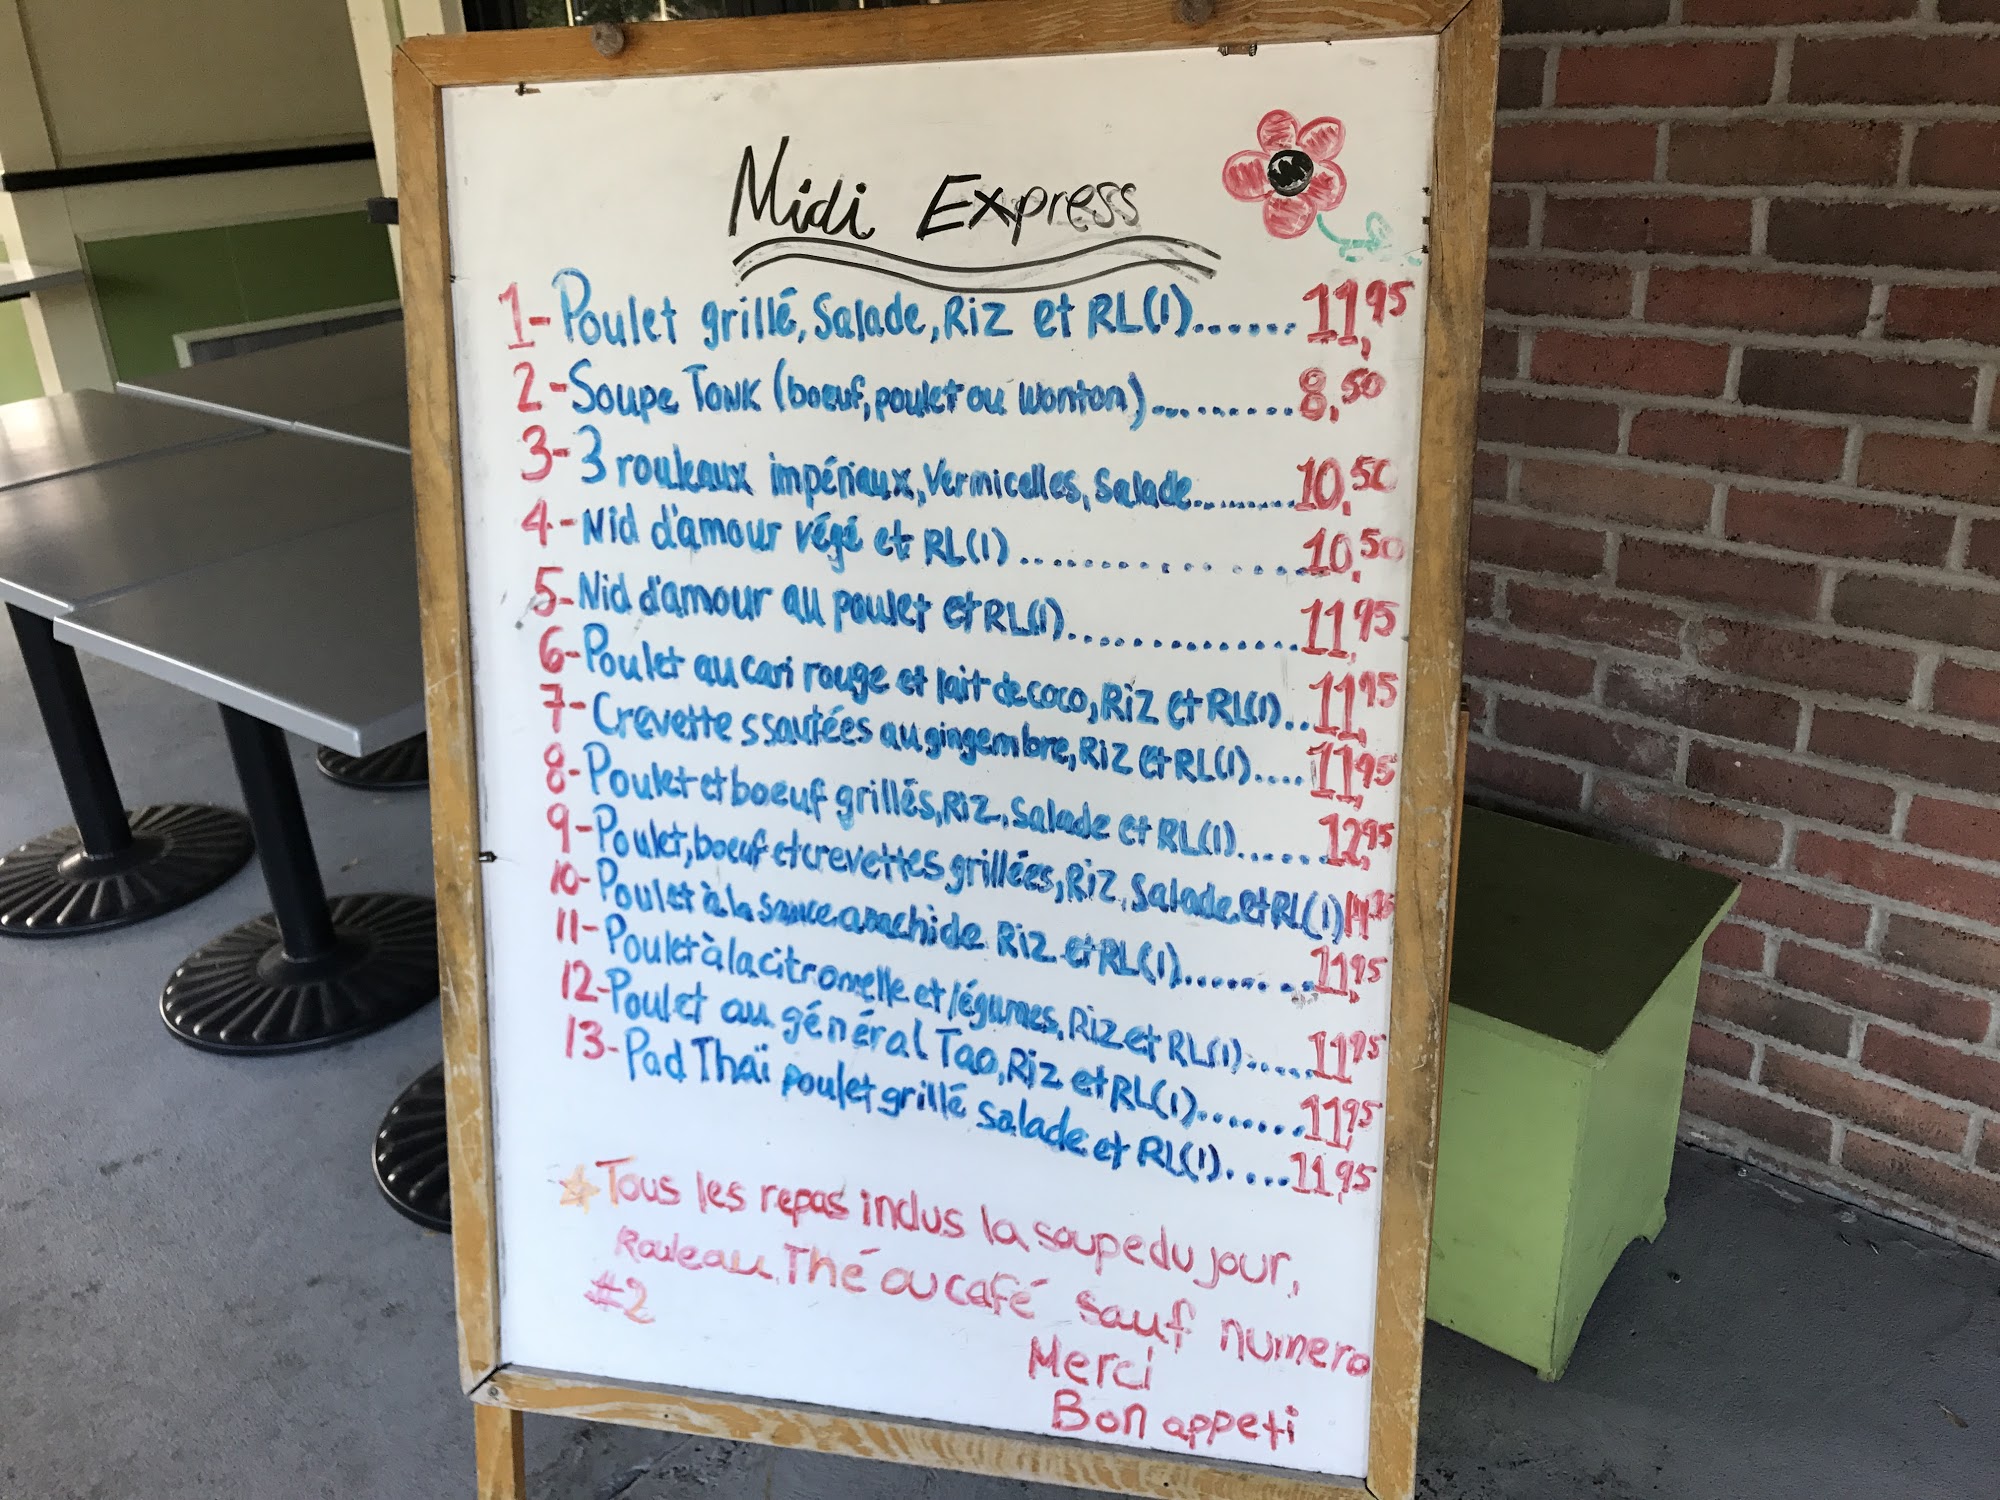 Midi Express
1- Poulet grillé, Salade, Riz et RL(1)...... 11,95
2- Soupe Tonk (boeuf, poulet ou wonton).......... 8,50
3- 3 rouleaux impériaux, Vermicelles, Salade......... 10,50
4- Nid d'amour végé et RL(1) ................ 10,50
5- Nid d'amour au poulet et RL(1)............... 11,95
6- Poulet au cari rouge et lait de coco, Riz et RL(1).. 11,95
7- Crevettes sautées au gingembre, Riz et RL(1).... 11,95
8- Poulet et boeuf grillés, Riz, Salade et RL(1)...... 12,95
9- Poulet, boeuf et crevettes grillées, Riz, Salade et RL(1)
10- Poulet à la sauce arachide Riz et RL(1)........ 11,95
11- Poulet à la citronnelle et légumes, Riz et RL(1)...... 11,95
12- Poulet au général Tao, Riz et RL(1)........ 11,95
13- Pad Thaï poulet grillé salade et RL(1).... 11,95
Tous les repas inclus la soupe du jour,
Rouleau, Thé ou café sauf numero
#2
Merci
Bon appeti